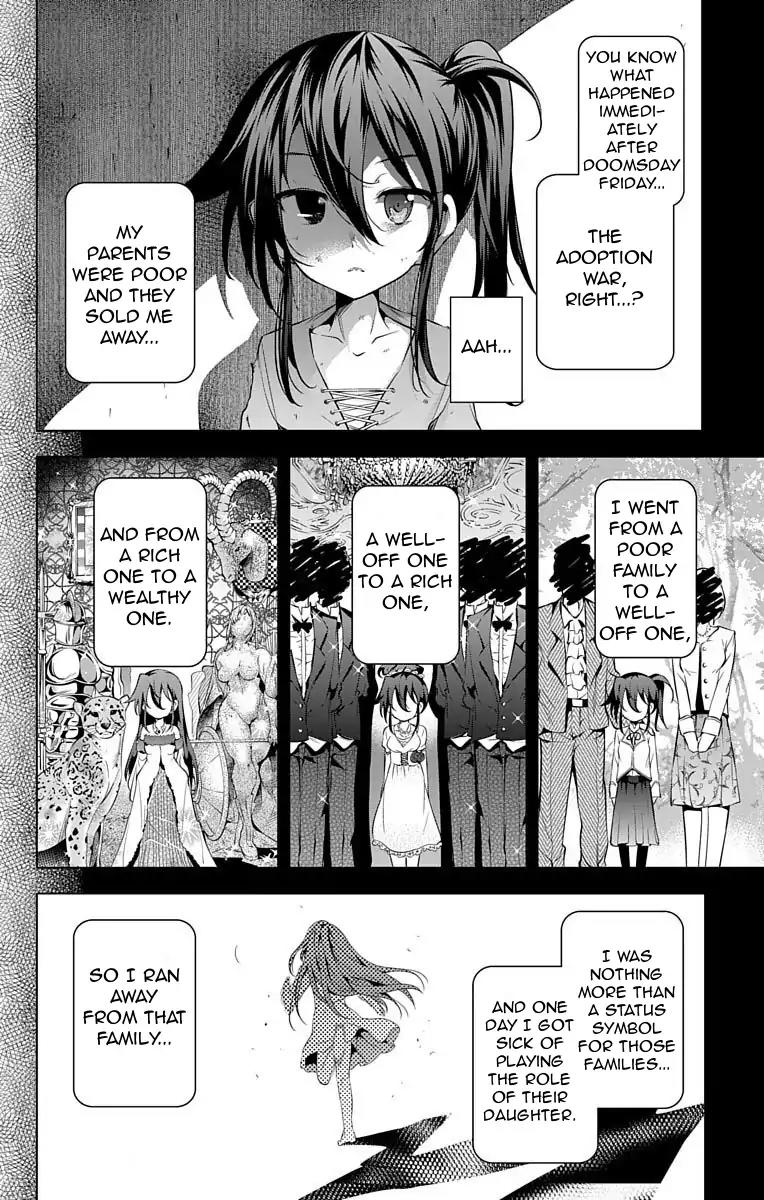 YOU KNOW
WHAT
HAPPENED
IMMEDI-
ATELY
AFTER
DOOMSDAY
FRIDAY...
THE
ADOPTION
WAR,
RIGHT...?
AAH...
MY
PARENTS
WERE POOR
AND THEY
SOLD ME
AWAY...
I WENT
FROM A
POOR
FAMILY
TO A
WELL-
OFF ONE,
A WELL-
OFF ONE
TO A RICH
ONE,
AND FROM
A RICH
ONE TO A
WEALTHY
ONE.
I WAS
NOTHING
MORE THAN
A STATUS
SYMBOL
FOR THOSE
FAMILIES...
AND ONE
DAY I GOT
SICK OF
PLAYING
THE ROLE
OF THEIR
DAUGHTER.
SO I RAN
AWAY
FROM THAT
FAMILY...